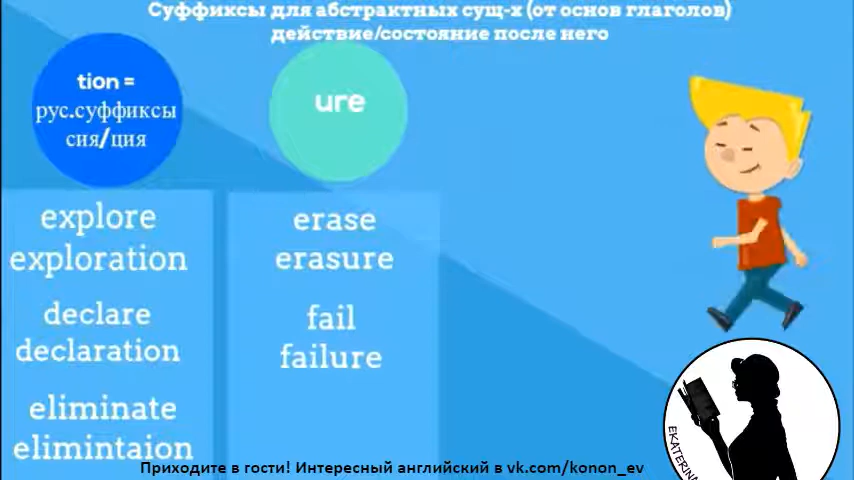 Суффиксы для абстрактных сущ-х (от основ глаголов)
действие/состояние после него
tion =
рус.суффиксы
сия/ция
ure
explore
exploration
declare
declaration
eliminate
elimintaion
erase
erasure
fail
failure
EKATERINA
Приходите в гости! Интересный английский в vk.com/konon_ev